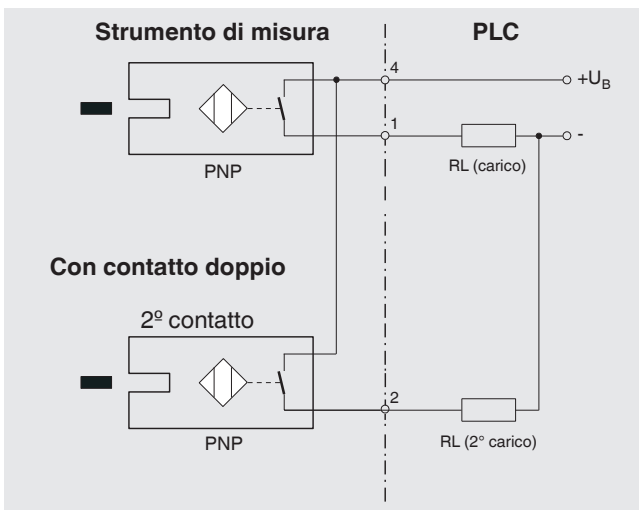 Strumento di misura
PLC
4
+U_B
1
-
PNP
RL (carico)
Con contatto doppio
2º contatto
2
PNP
RL (2° carico)